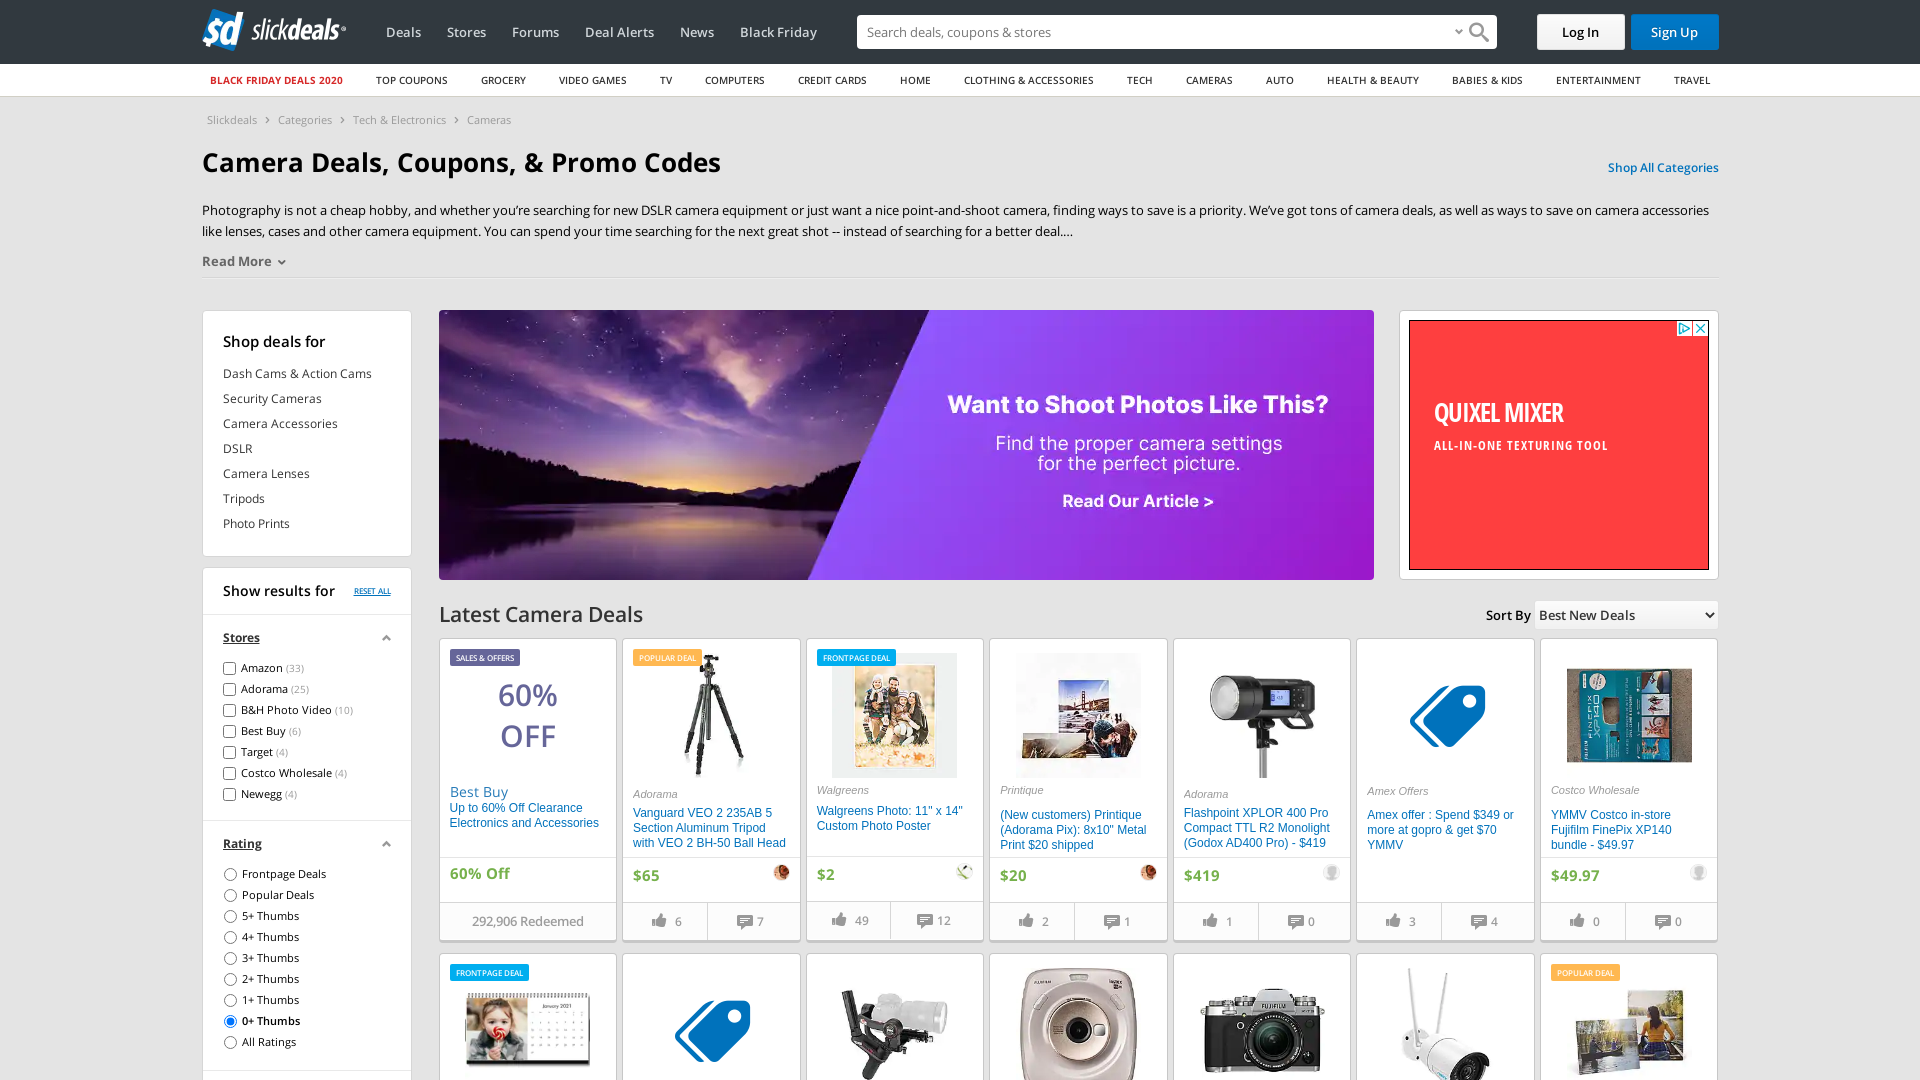 sd slickdeals
Deals
Stores
Forums
Deal Alerts
News
Black Friday
Search deals, coupons & stores
Log In
Sign Up
BLACK FRIDAY DEALS 2020
TOP COUPONS
GROCERY
VIDEO GAMES
TV
COMPUTERS
CREDIT CARDS
HOME
CLOTHING & ACCESSORIES
TECH
CAMERAS
AUTO
HEALTH & BEAUTY
BABIES & KIDS
ENTERTAINMENT
TRAVEL
Slickdeals > Categories > Tech & Electronics > Cameras
Camera Deals, Coupons, & Promo Codes
Shop All Categories
Photography is not a cheap hobby, and whether you’re searching for new DSLR camera equipment or just want a nice point-and-shoot camera, finding ways to save is a priority. We’ve got tons of camera deals, as well as ways to save on camera accessories
like lenses, cases and other camera equipment. You can spend your time searching for the next great shot -- instead of searching for a better deal.…
Read More
Shop deals for
Dash Cams & Action Cams
Security Cameras
Camera Accessories
DSLR
Camera Lenses
Tripods
Photo Prints
Want to Shoot Photos Like This?
Find the proper camera settings
for the perfect picture.
Read Our Article >
QUIXEL MIXER
ALL-IN-ONE TEXTURING TOOL
Show results for
RESET ALL
Stores
Amazon (33)
Adorama (25)
B&H Photo Video (10)
Best Buy (6)
Target (4)
Costco Wholesale (4)
Newegg (4)
Rating
Frontpage Deals
Popular Deals
5+ Thumbs
4+ Thumbs
3+ Thumbs
2+ Thumbs
1+ Thumbs
0+ Thumbs
All Ratings
Latest Camera Deals
Sort By
Best New Deals
SALES & OFFERS
60%
OFF
Best Buy
Up to 60% Off Clearance
Electronics and Accessories
60% Off
292,906 Redeemed
POPULAR DEAL
Adorama
Vanguard VEO 2 235AB 5
Section Aluminum Tripod
with VEO 2 BH-50 Ball Head
$65
6
7
FRONTPAGE DEAL
Walgreens
Walgreens Photo: 11" x 14"
Custom Photo Poster
$2
49
12
Printique
(New customers) Printique
(Adorama Pix): 8x10" Metal
Print $20 shipped
$20
2
1
Adorama
Flashpoint XPLOR 400 Pro
Compact TTL R2 Monolight
(Godox AD400 Pro) - $419
$419
1
0
Amex Offers
Amex offer : Spend $349 or
more at gopro & get $70
YMMV
3
4
FINEPIX
XP140
Costco Wholesale
YMMV Costco in-store
Fujifilm FinePix XP140
bundle - $49.97
$49.97
0
0
FRONTPAGE DEAL
January 2021
FUJIFILM
POPULAR DEAL